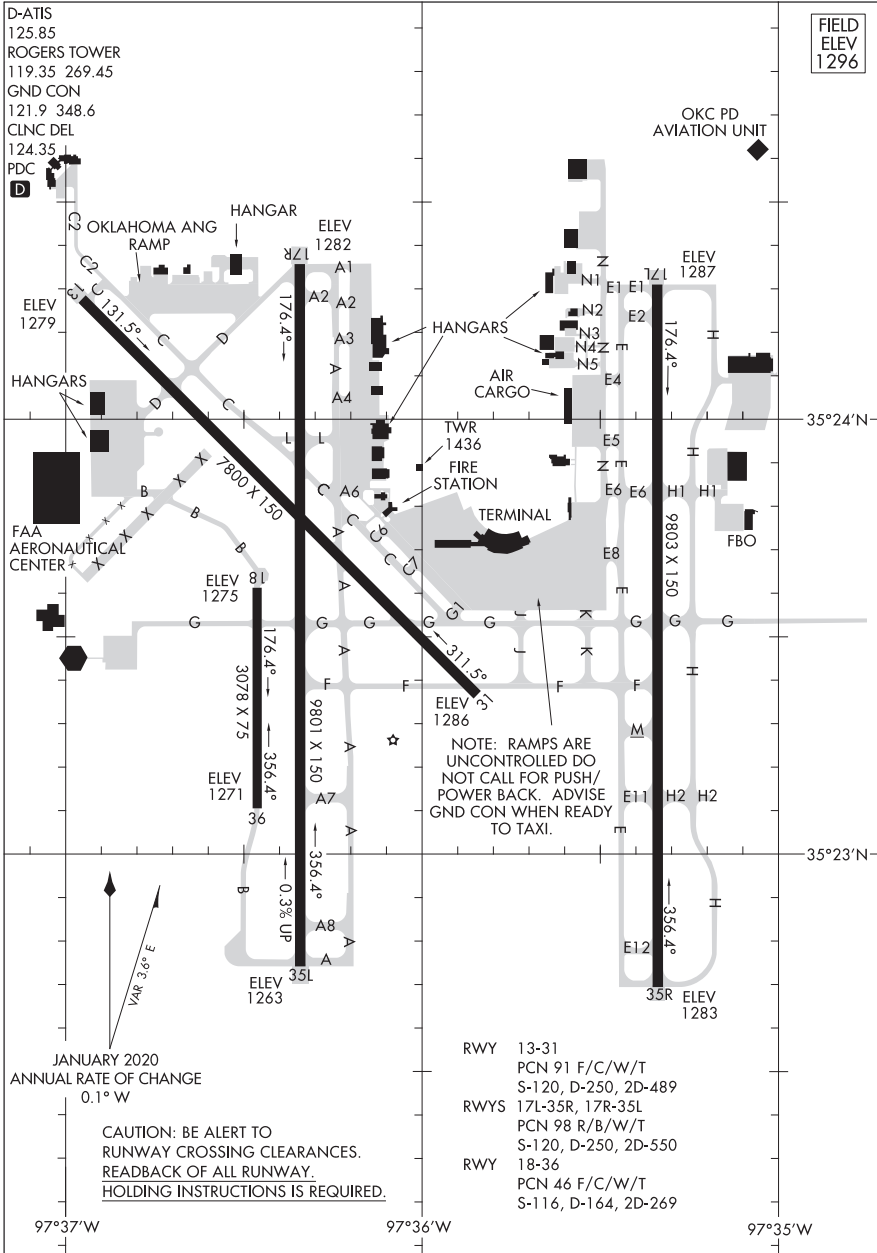 D-ATIS
125.85
ROGERS TOWER
119.35 269.45
GND CON
121.9 348.6
CLNC DEL
124.35
PDC
D
FIELD
ELEV
1296
OKC PD
AVIATION UNIT
C2
OKLAHOMA ANG
RAMP
HANGAR
ELEV
1282
17R
A1
C2
C
13
ELEV
1279
131.5°
C
D
176.4°
A2
A2
A3
A
A4
HANGARS
N
N1
N2
N3
N4
N
N5
E1
E1
17L
ELEV
1287
E2
E
176.4°
H
E4
AIR
CARGO
HANGARS
D
C
L
L
TWR
1436
FIRE
STATION
E5
N
E
H
35°24'N
7800 X 150
X
X
X
X
X
x
x
x
x
B
B
B
FAA
AERONAUTICAL
CENTER
C
A6
C
C6
C
C7
A
A
TERMINAL
E6
E6
H1
H1
E8
E
9803 X 150
FBO
ELEV
1275
18
G1
G
G
G
G
G
J
J
K
K
G
G
G
176.4°
3078 X 75
356.4°
A
311.5°
31
F
F
F
F
H
ELEV
1286
9801 X 150
M
NOTE: RAMPS ARE
UNCONTROLLED DO
NOT CALL FOR PUSH/
POWER BACK. ADVISE
GND CON WHEN READY
TO TAXI.
ELEV
1271
36
A
A7
A
E11
H2
H2
E
35°23'N
B
0.3% UP
356.4°
A8
A
A
356.4°
H
E12
35L
ELEV
1263
35R
ELEV
1283
VAR 3.6° E
JANUARY 2020
ANNUAL RATE OF CHANGE
0.1° W
CAUTION: BE ALERT TO
RUNWAY CROSSING CLEARANCES.
READBACK OF ALL RUNWAY.
HOLDING INSTRUCTIONS IS REQUIRED.
RWY 13-31
PCN 91 F/C/W/T
S-120, D-250, 2D-489
RWYS 17L-35R, 17R-35L
PCN 98 R/B/W/T
S-120, D-250, 2D-550
RWY 18-36
PCN 46 F/C/W/T
S-116, D-164, 2D-269
97°37'W
97°36'W
97°35'W